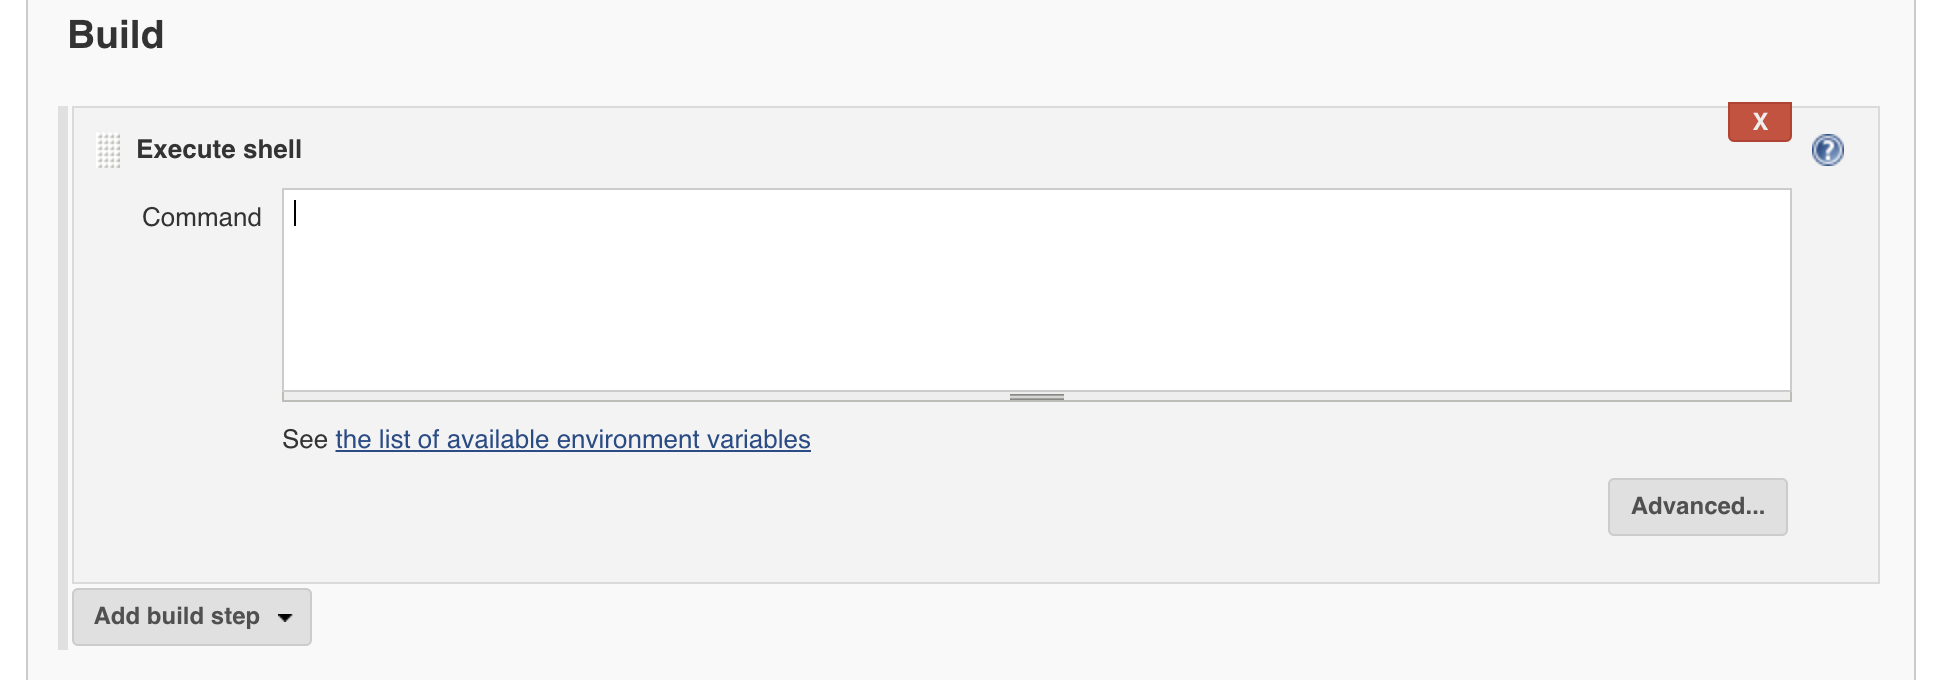 Build
X
Execute shell
?
Command
See the list of available environment variables
Advanced...
Add build step